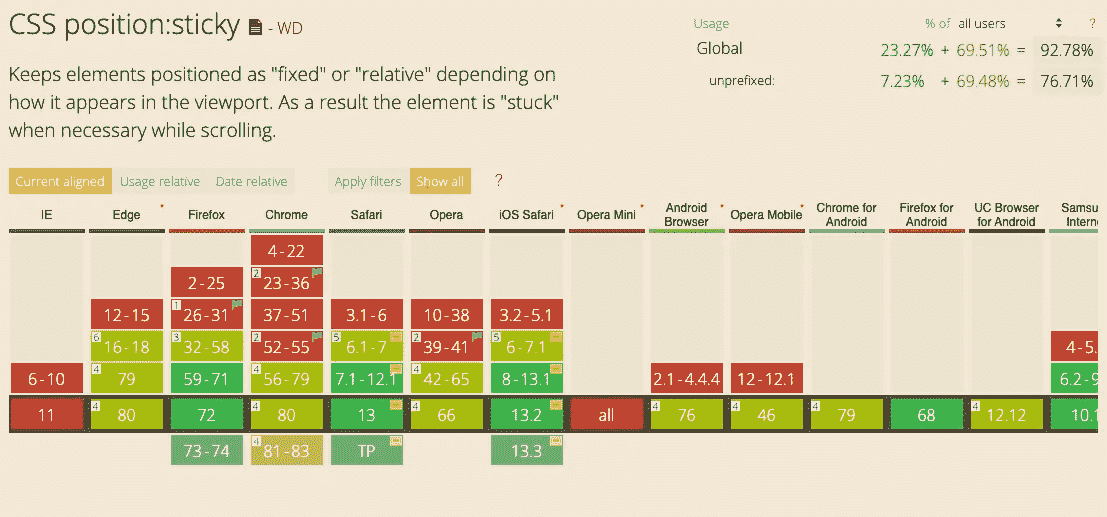 CSS position:sticky - WD
Usage % of all users ?
Global 23.27% + 69.51% = 92.78%
unprefixed: 7.23% + 69.48% = 76.71%
Keeps elements positioned as "fixed" or "relative" depending on
how it appears in the viewport. As a result the element is "stuck"
when necessary while scrolling.
Current aligned Usage relative Date relative Apply filters Show all ?
IE Edge Firefox Chrome Safari Opera iOS Safari Opera Mini Android Browser Opera Mobile Chrome for Android Firefox for Android UC Browser for Android Samsu Intern
4-22
2-25 2 23-36
12-15 1 26-31 37-51 3.1-6 10-38 3.2-5.1
6 16-18 3 32-58 2 52-55 5 6.1-7 2 39-41 5 6-7.1 4-5.
6-10 4 79 59-71 4 56-79 7.1-12.1 4 42-65 8-13.1 2.1-4.4.4 12-12.1 6.2-9
11 4 80 72 4 80 13 4 66 13.2 all 4 76 4 46 4 79 68 4 12.12 10.1
73-74 4 81-83 TP 13.3